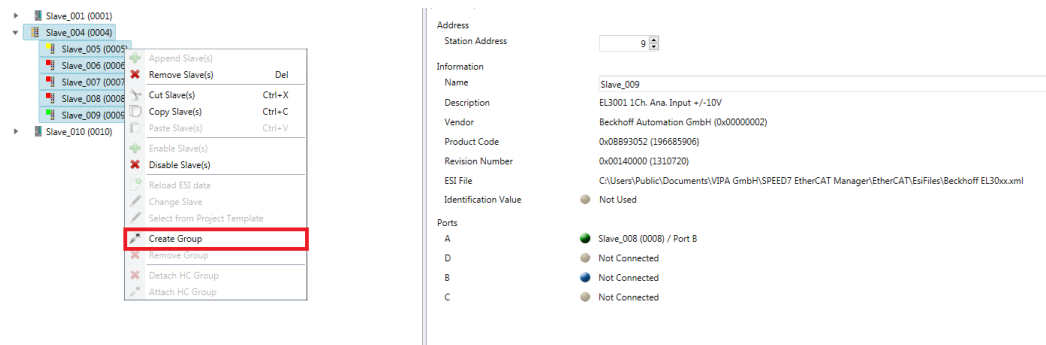 Slave_001 (0001)
Slave_004 (0004)
Slave_005 (0005)
Slave_006 (0006
Slave_007 (0007
Slave_008 (0008
Slave_009 (0009
Slave_010 (0010)
Append Slave(s)
Remove Slave(s) Del
Cut Slave(s) Ctrl+X
Copy Slave(s) Ctrl+C
Paste Slave(s) Ctrl+V
Enable Slave(s)
Disable Slave(s)
Reload ESI data
Change Slave
Select from Project Template
Create Group
Remove Group
Detach HC Group
Attach HC Group
Address
Station Address 9
Information
Name Slave_009
Description EL3001 1Ch. Ana. Input +/-10V
Vendor Beckhoff Automation GmbH (0x00000002)
Product Code 0x0BB93052 (196685906)
Revision Number 0x00140000 (1310720)
ESI File C:\Users\Public\Documents\VIPA GmbH\SPEED7 EtherCAT Manager\EtherCAT\EsiFiles\Beckhoff EL30xx.xml
Identification Value Not Used
Ports
A Slave_008 (0008) / Port B
D Not Connected
B Not Connected
C Not Connected